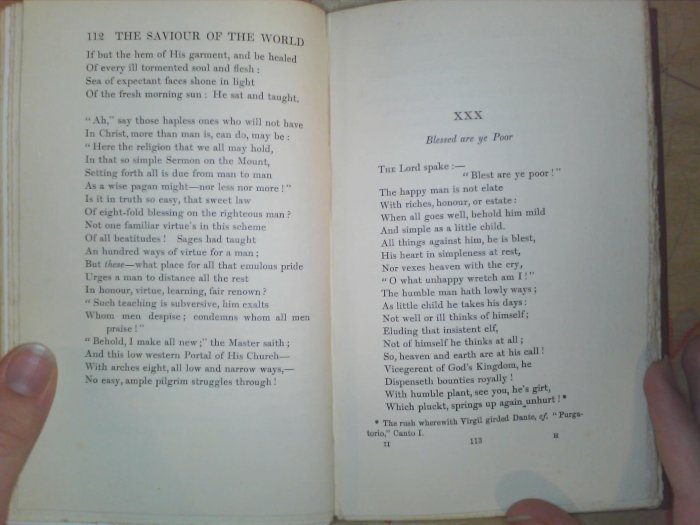 112 THE SAVIOUR OF THE WORLD
If but the hem of His garment, and be healed
Of every ill tormented soul and flesh:
Sea of expectant faces shone in light
Of the fresh morning sun: He sat and taught.
“Ah,” say those hapless ones who will not have
In Christ, more than man is, can do, may be:
“Here the religion that we all may hold,
In that so simple Sermon on the Mount,
Setting forth all is due from man to man
As a wise pagan might—nor less nor more!”
Is it in truth so easy, that sweet law
Of eight-fold blessing on the righteous man?
Not one familiar virtue's in this scheme
Of all beatitudes! Sages had taught
An hundred ways of virtue for a man;
But these—what place for all that emulous pride
Urges a man to distance all the rest
In honour, virtue, learning, fair renown?
“Such teaching is subversive, him exalts
Whom men despise; condemns whom all men
praise!”
“Behold, I make all new;” the Master saith;
And this low western Portal of His Church—
With arches eight, all low and narrow ways,—
No easy, ample pilgrim struggles through!
XXX
Blessed are ye Poor
THE Lord spake:—
“Blest are ye poor!”
The happy man is not elate
With riches, honour, or estate:
When all goes well, behold him mild
And simple as a little child.
All things against him, he is blest,
His heart in simpleness at rest,
Nor vexes heaven with the cry,
“O what unhappy wretch am I!”
The humble man hath lowly ways;
As little child he takes his days:
Not well or ill thinks of himself;
Eluding that insistent elf,
Not of himself he thinks at all;
So, heaven and earth are at his call!
Vicegerent of God's Kingdom, he
Dispenseth bounties royally!
With humble plant, see you, he's girt,
Which pluckt, springs up again unhurt!*
* The rush wherewith Virgil girded Dante, cf. “Purga-
torio,” Canto I.
II 113 H